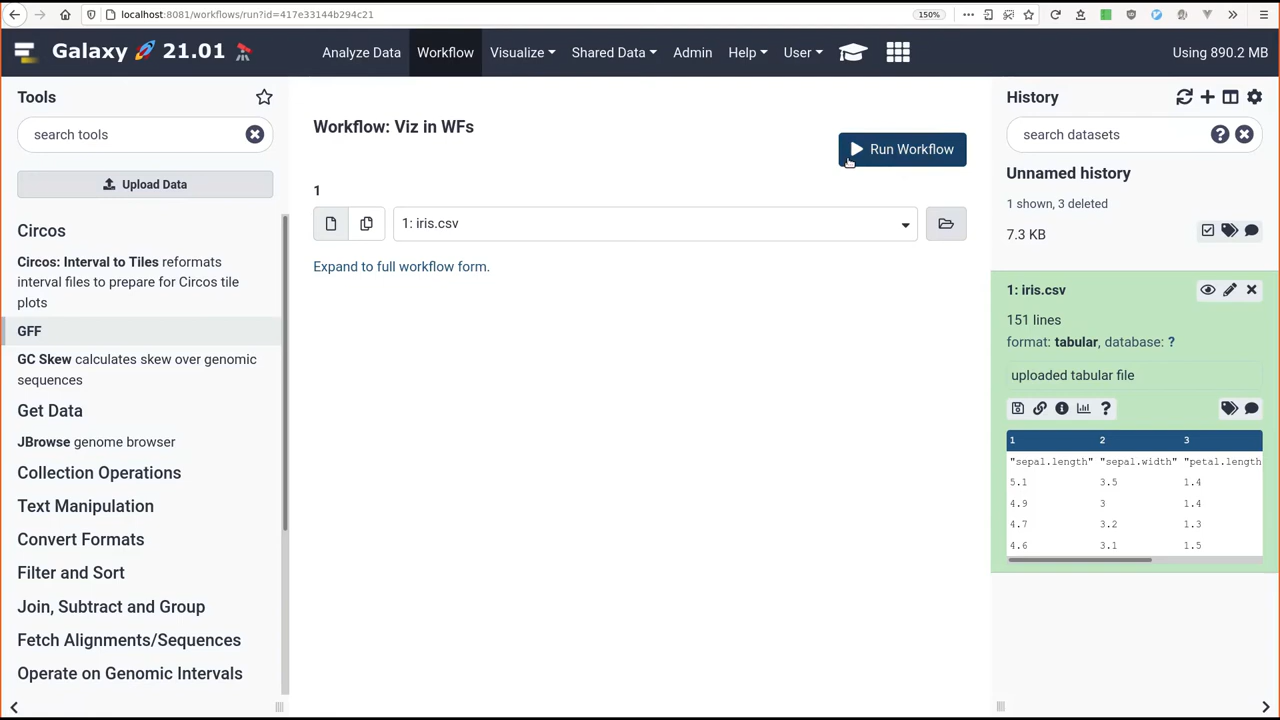 localhost:8081/workflows/run?id=417e33144b294c21
150%
Galaxy 21.01
Analyze Data
Workflow
Visualize
Shared Data
Admin
Help
User
Using 890.2 MB
Tools
search tools
Upload Data
Circos
Circos: Interval to Tiles reformats
interval files to prepare for Circos tile
plots
GFF
GC Skew calculates skew over genomic
sequences
Get Data
JBrowse genome browser
Collection Operations
Text Manipulation
Convert Formats
Filter and Sort
Join, Subtract and Group
Fetch Alignments/Sequences
Operate on Genomic Intervals
Workflow: Viz in WFs
Run Workflow
1
1: iris.csv
Expand to full workflow form.
History
search datasets
Unnamed history
1 shown, 3 deleted
7.3 KB
1: iris.csv
151 lines
format: tabular, database: ?
uploaded tabular file
1 2 3
"sepal.length" "sepal.width" "petal.length
5.1 3.5 1.4
4.9 3 1.4
4.7 3.2 1.3
4.6 3.1 1.5